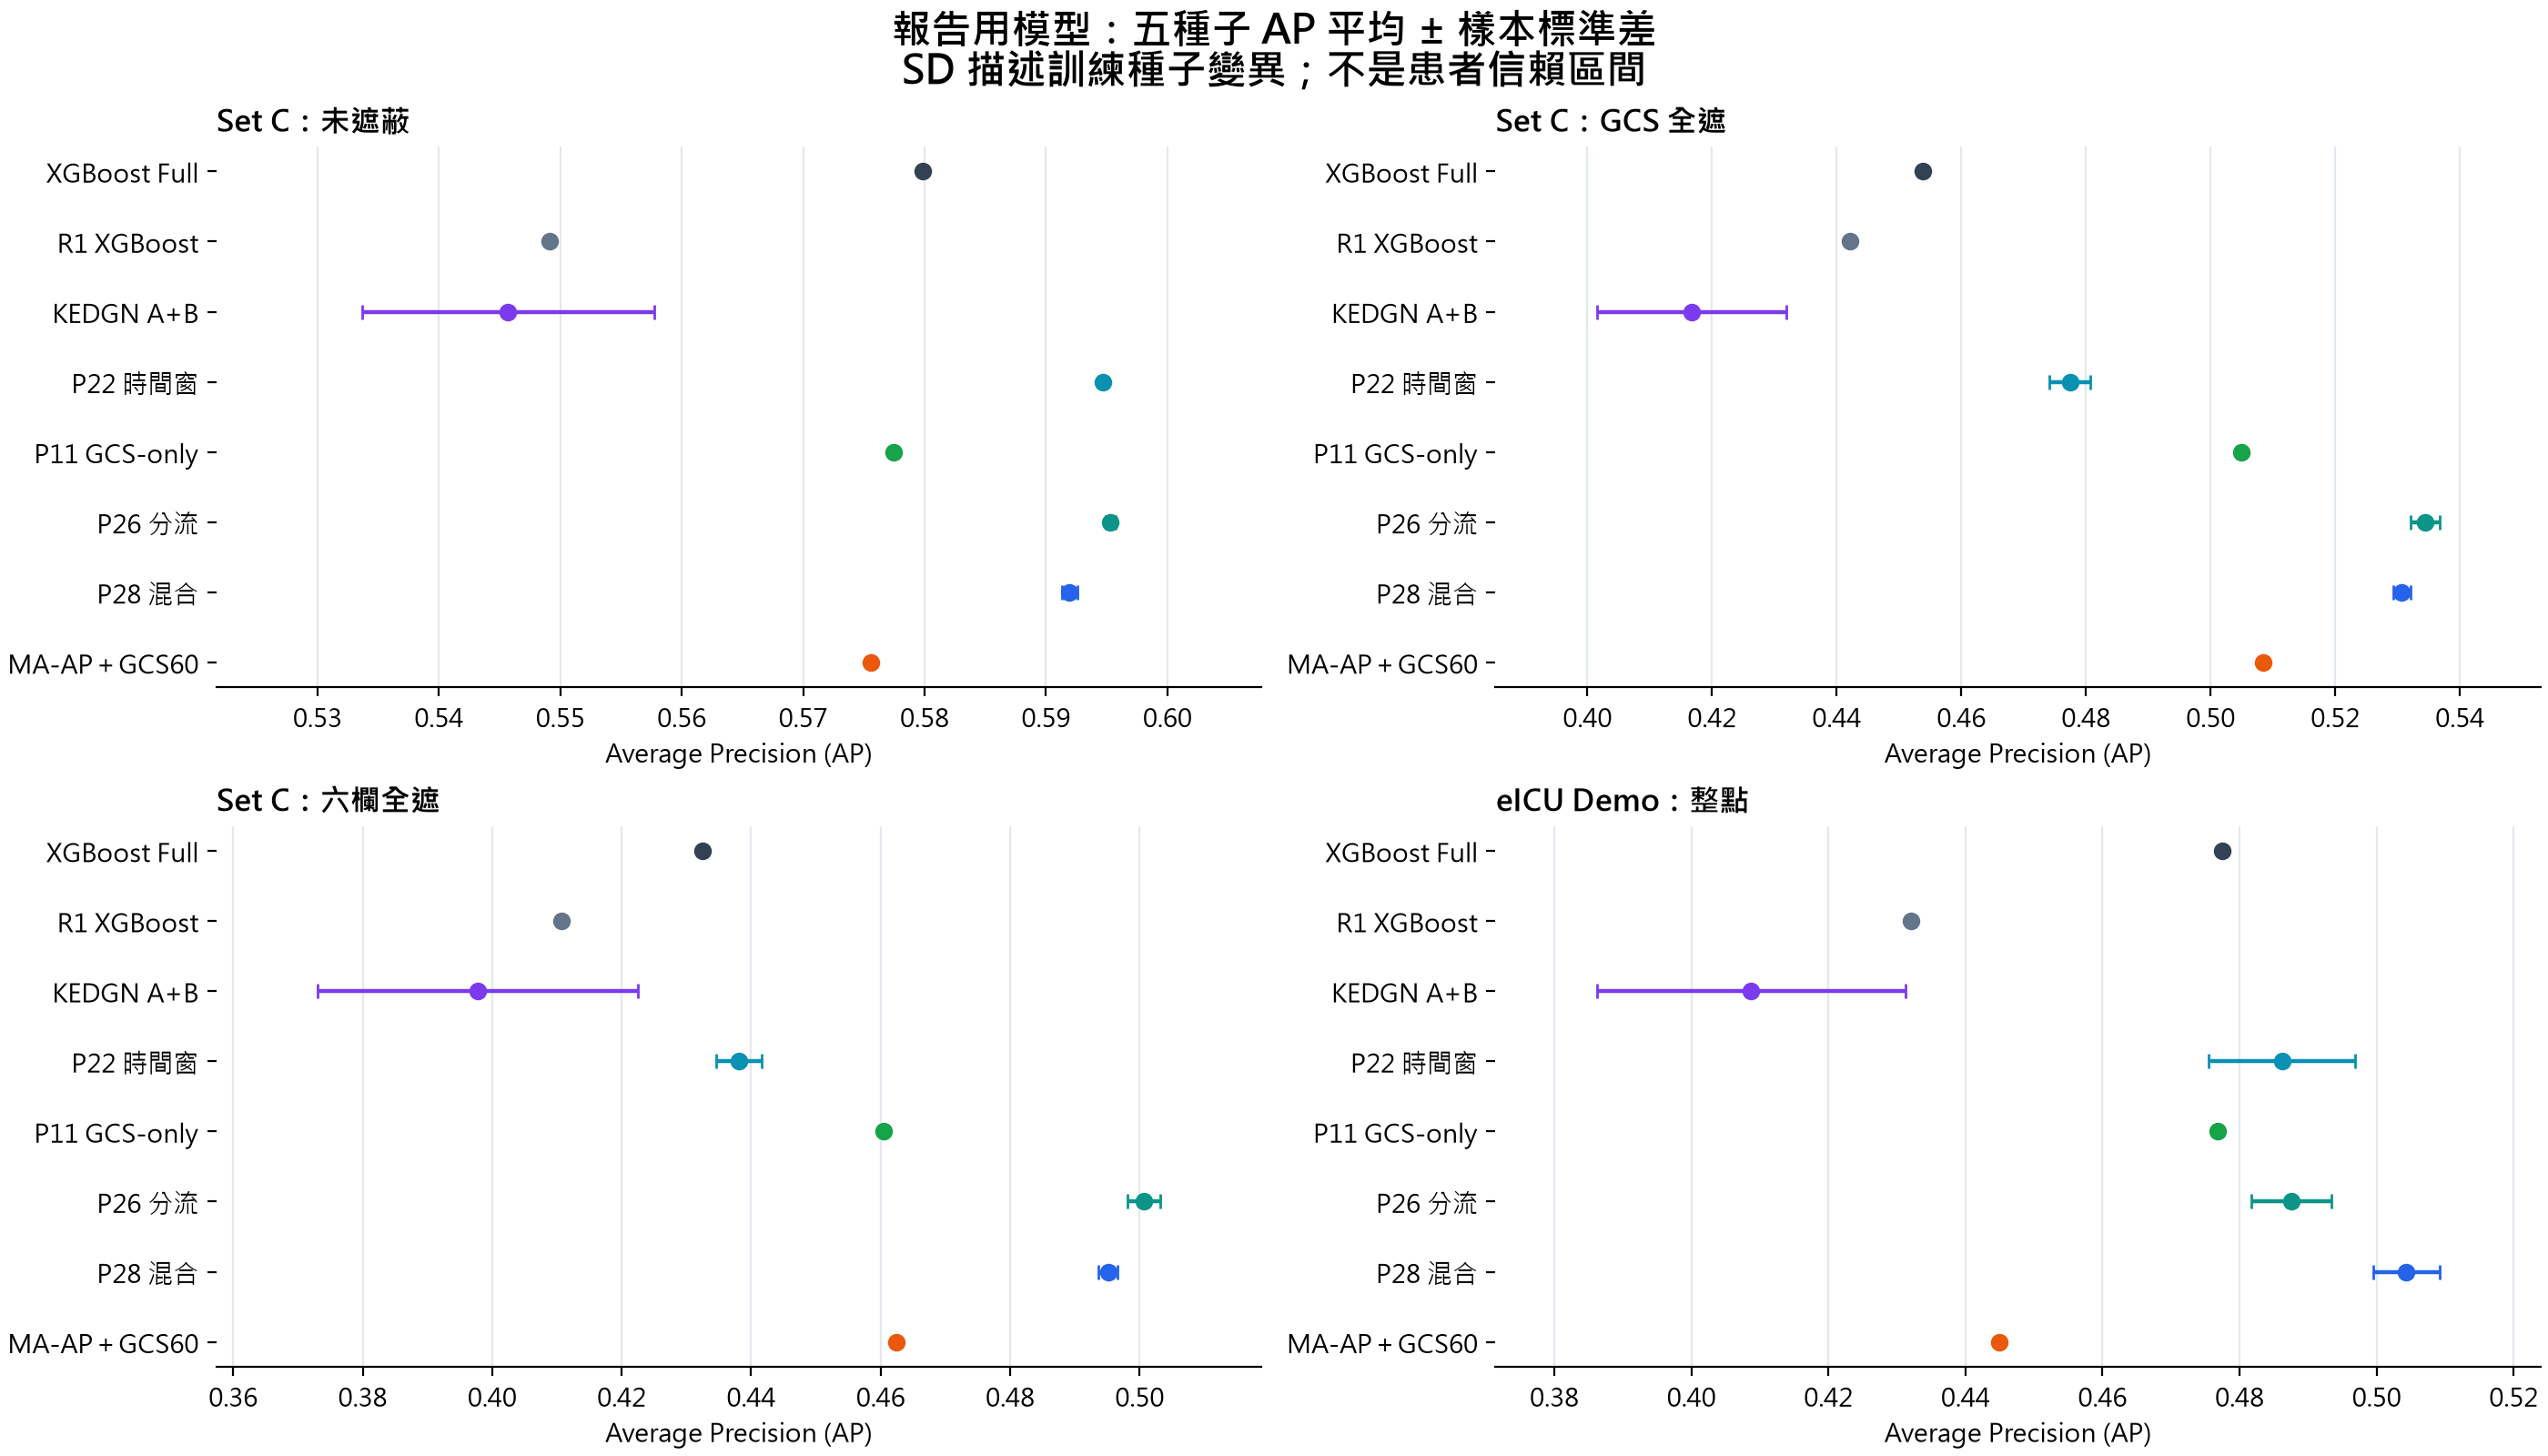 報告用模型：五種子 AP 平均 ± 樣本標準差
SD 描述訓練種子變異；不是患者信賴區間
Set C：未遮蔽
XGBoost Full
R1 XGBoost
KEDGN A+B
P22 時間窗
P11 GCS-only
P26 分流
P28 混合
MA-AP + GCS60
0.53 0.54 0.55 0.56 0.57 0.58 0.59 0.60
Average Precision (AP)
Set C：GCS 全遮
XGBoost Full
R1 XGBoost
KEDGN A+B
P22 時間窗
P11 GCS-only
P26 分流
P28 混合
MA-AP + GCS60
0.40 0.42 0.44 0.46 0.48 0.50 0.52 0.54
Average Precision (AP)
Set C：六欄全遮
XGBoost Full
R1 XGBoost
KEDGN A+B
P22 時間窗
P11 GCS-only
P26 分流
P28 混合
MA-AP + GCS60
0.36 0.38 0.40 0.42 0.44 0.46 0.48 0.50
Average Precision (AP)
eICU Demo：整點
XGBoost Full
R1 XGBoost
KEDGN A+B
P22 時間窗
P11 GCS-only
P26 分流
P28 混合
MA-AP + GCS60
0.38 0.40 0.42 0.44 0.46 0.48 0.50 0.52
Average Precision (AP)